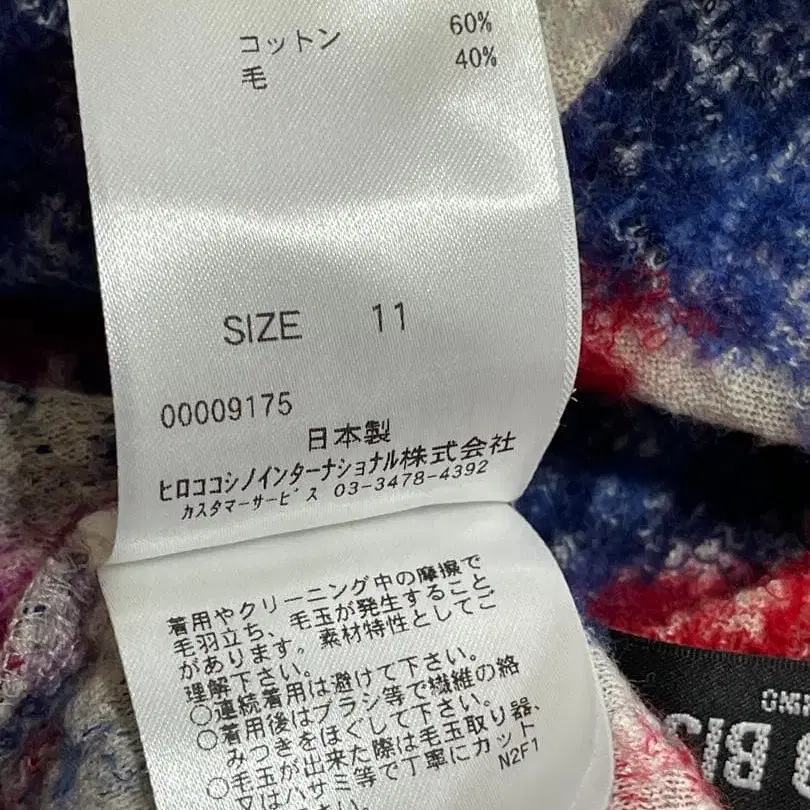 コットン 60%
毛 40%
SIZE 11
00009175
日本製
ヒロココシノインターナショナル株式会社
カスタマーサービス 03-3478-4392
着用やクリーニング中の摩擦で
毛羽立ち、毛玉が発生すること
があります。素材特性としてご
理解下さい。
○連続着用は避けて下さい。
○着用後はブラシ等で繊維の絡
みつきをほぐして下さい。
○毛玉が出来た際は毛玉取り器、
又はハサミ等で丁寧にカット
N2F1
BIS